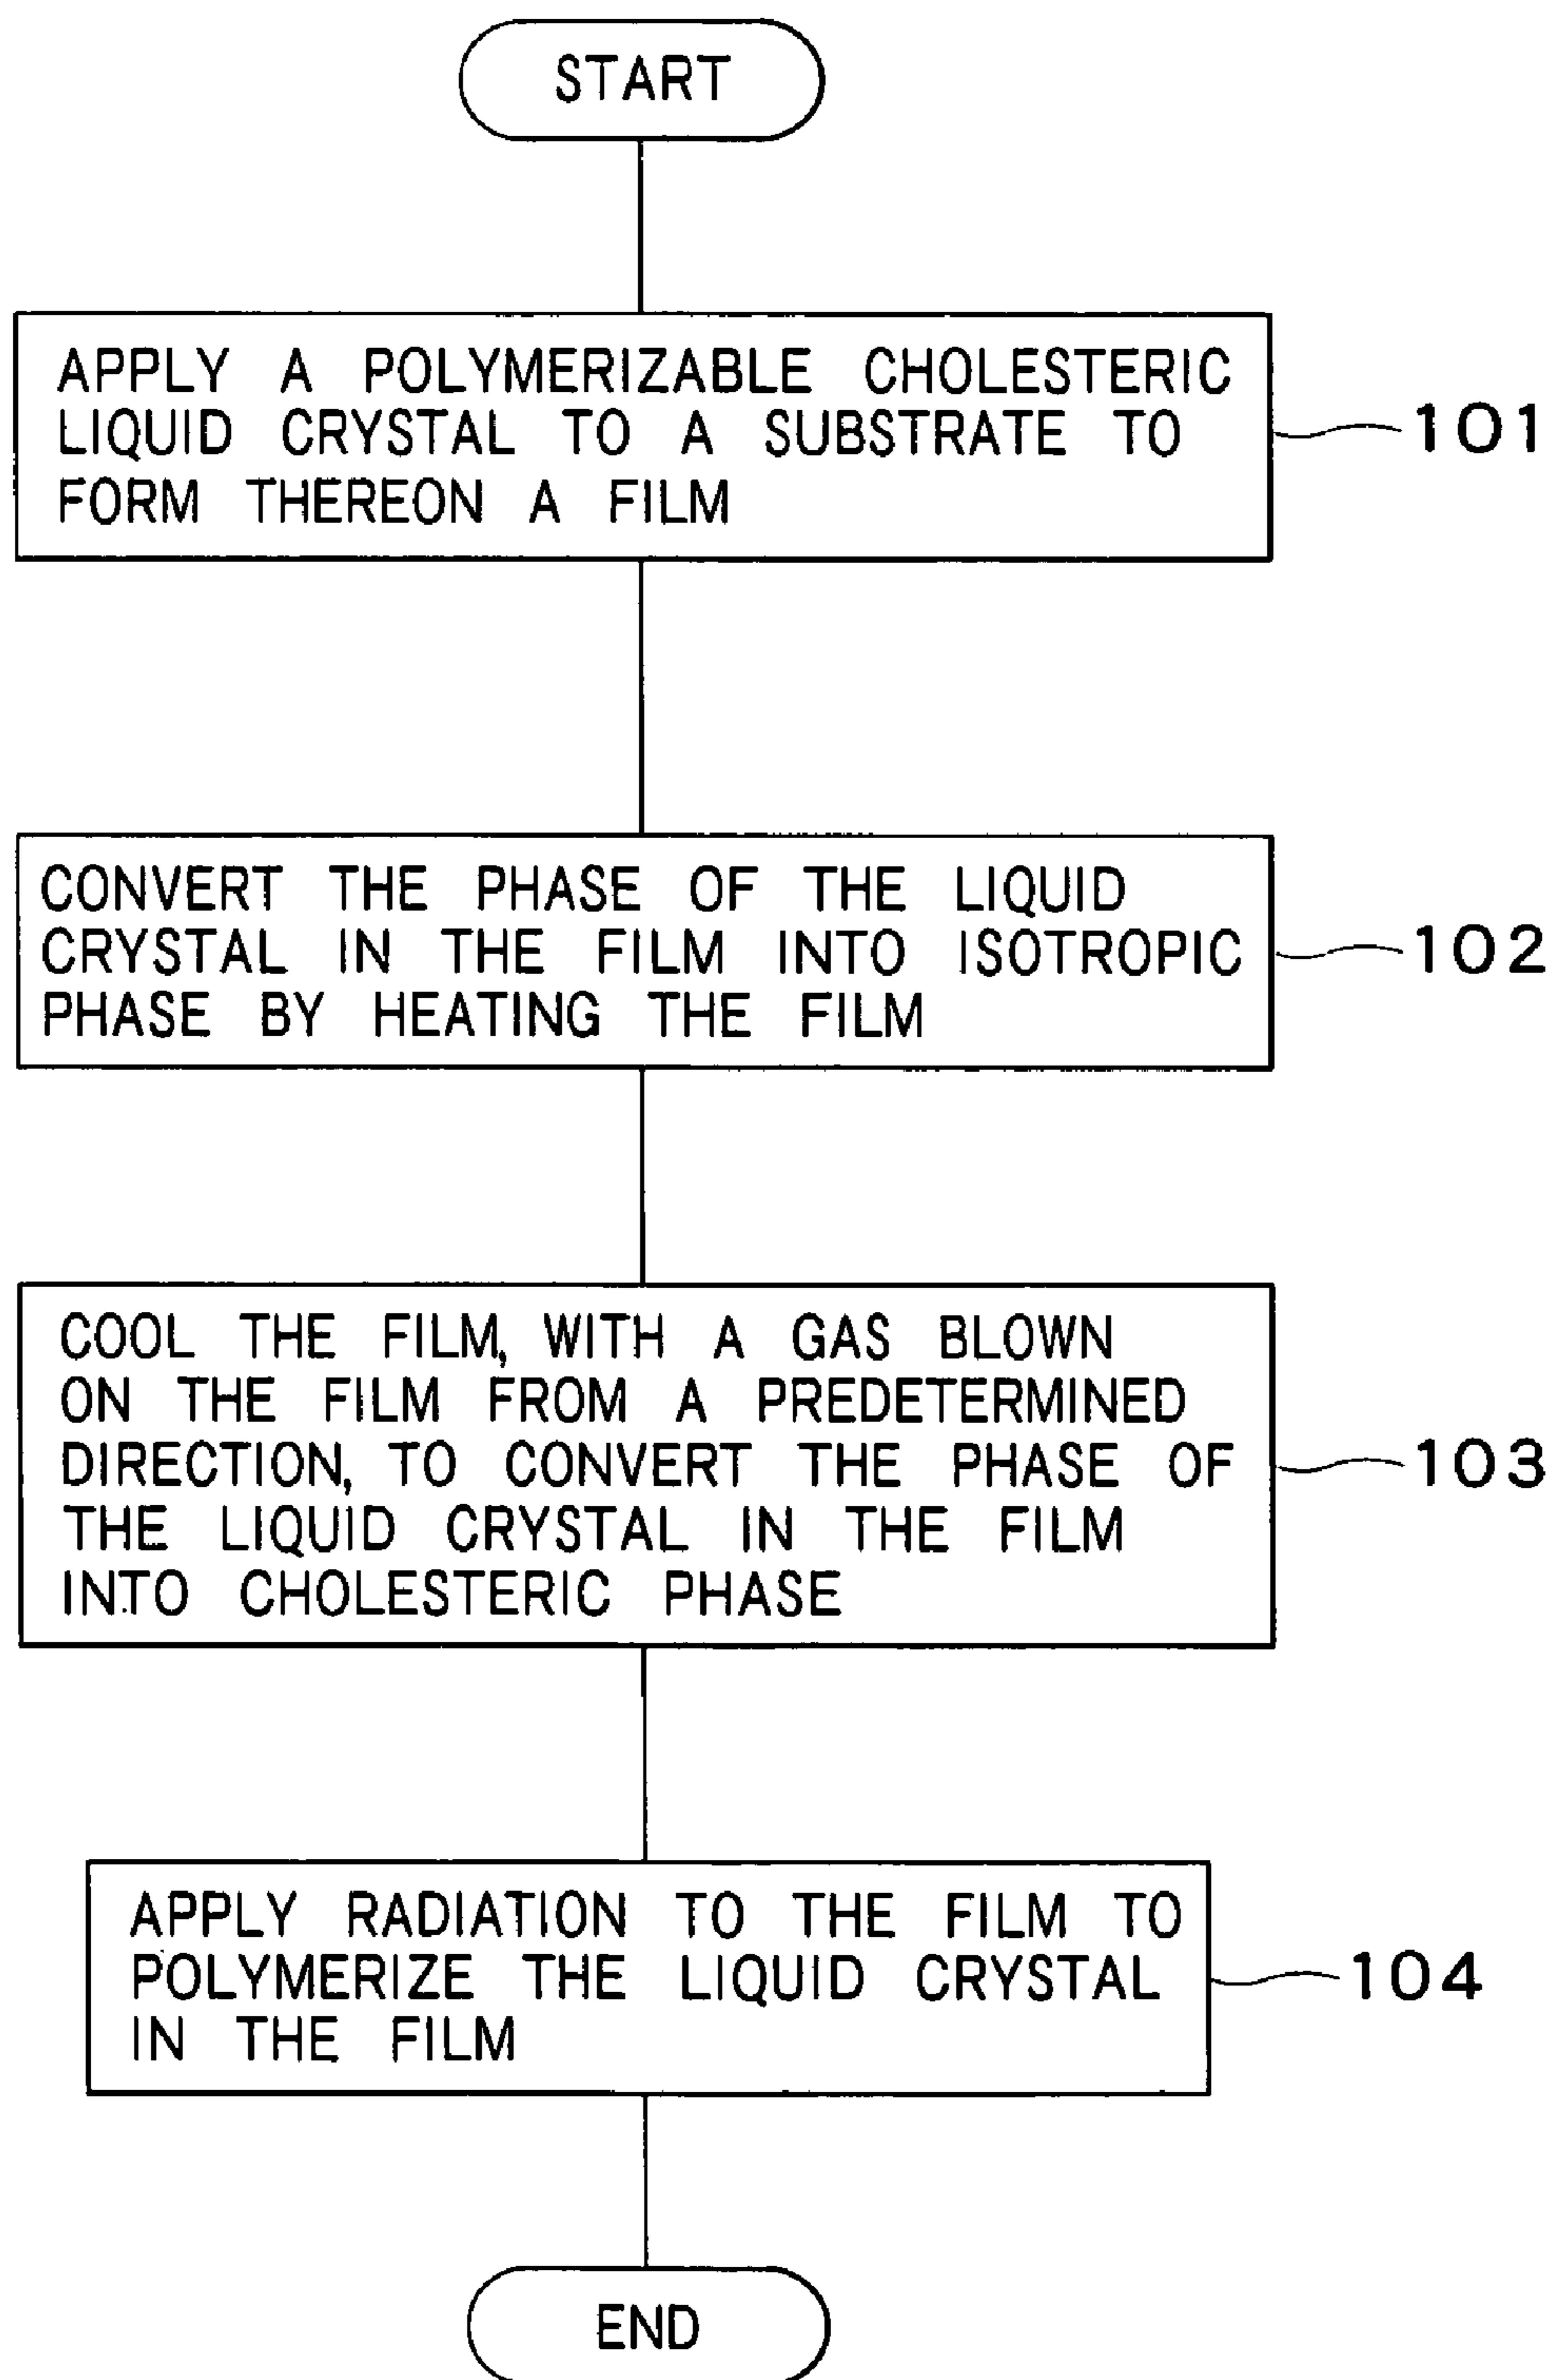 START
APPLY A POLYMERIZABLE CHOLESTERIC
LIQUID CRYSTAL TO A SUBSTRATE TO
FORM THEREON A FILM
101
CONVERT THE PHASE OF THE LIQUID
CRYSTAL IN THE FILM INTO ISOTROPIC
PHASE BY HEATING THE FILM
102
COOL THE FILM, WITH A GAS BLOWN
ON THE FILM FROM A PREDETERMINED
DIRECTION, TO CONVERT THE PHASE OF
THE LIQUID CRYSTAL IN THE FILM
INTO CHOLESTERIC PHASE
103
APPLY RADIATION TO THE FILM TO
POLYMERIZE THE LIQUID CRYSTAL
IN THE FILM
104
END